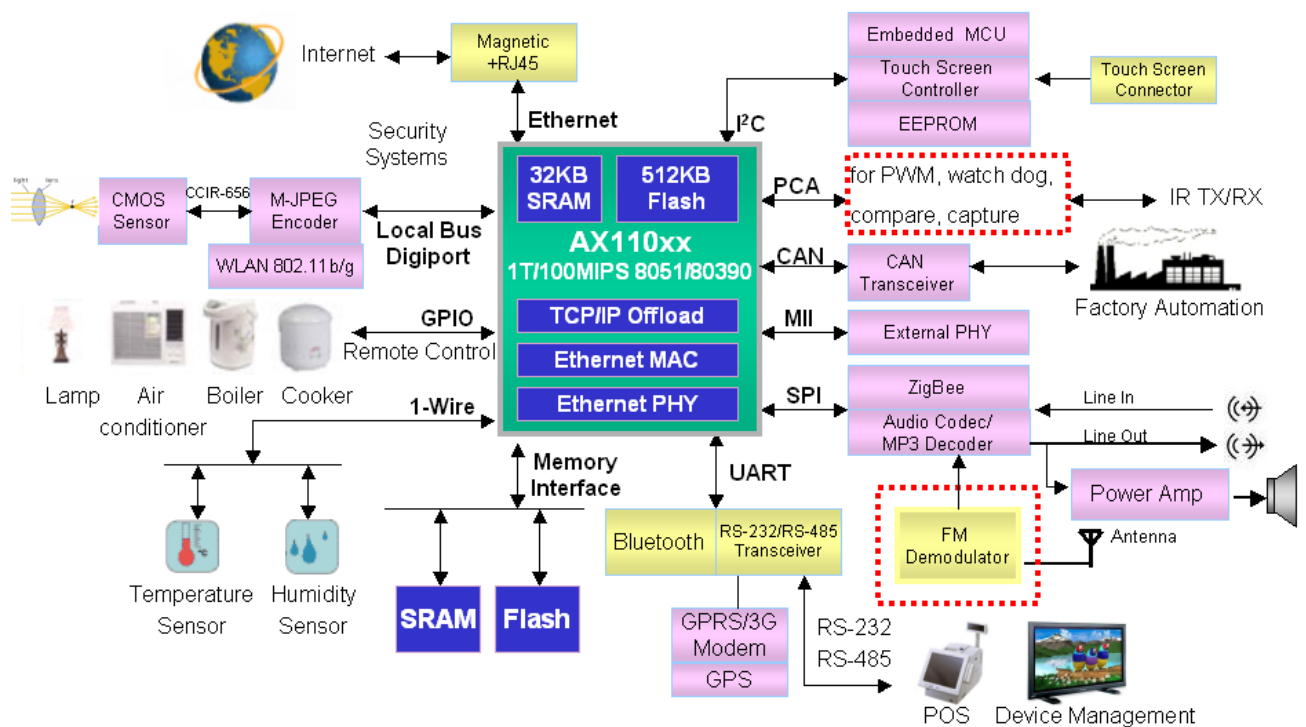 Internet
Magnetic
+RJ45
Ethernet
Embedded MCU
Touch Screen
Controller
EEPROM
Touch Screen
Connector
I²C
Security
Systems
light
lens
CMOS
Sensor
CCIR-656
M-JPEG
Encoder
WLAN 802.11b/g
Local Bus
Digiport
32KB
SRAM
512KB
Flash
AX110xx
1T/100MIPS 8051/80390
TCP/IP Offload
Ethernet MAC
Ethernet PHY
PCA
for PWM, watch dog,
compare, capture
IR TX/RX
CAN
CAN
Transceiver
Factory Automation
MII
External PHY
SPI
ZigBee
Audio Codec/
MP3 Decoder
Line In
Line Out
Power Amp
FM
Demodulator
Antenna
GPIO
Remote Control
Lamp
Air
conditioner
Boiler
Cooker
1-Wire
Temperature
Sensor
Humidity
Sensor
Memory
Interface
SRAM
Flash
UART
Bluetooth
RS-232/RS-485
Transceiver
GPRS/3G
Modem
GPS
RS-232
RS-485
POS
Device Management